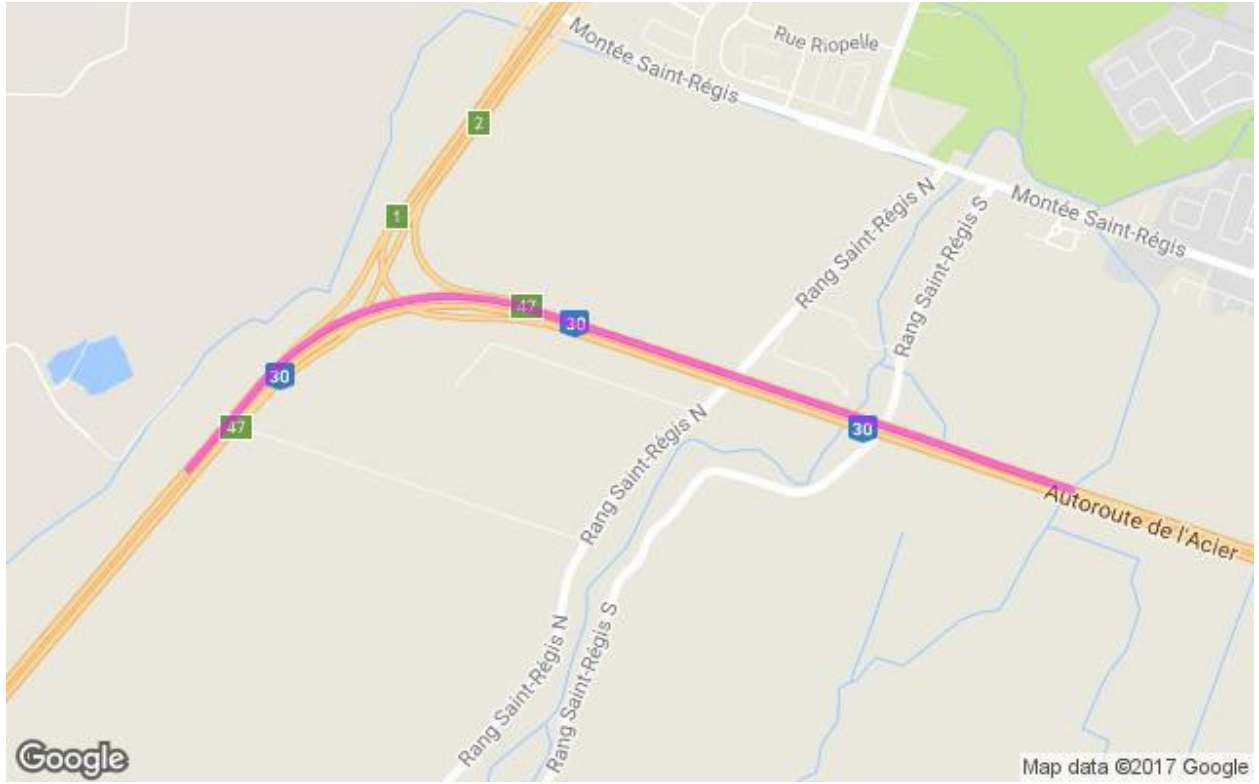 Montée Saint-Régis
Rue Riopelle
2
1
Rang Saint-Régis N
Rang Saint-Régis S
Montée Saint-Régis
47
30
30
47
30
Rang Saint-Régis N
Autoroute de l'Acier
Rang Saint-Régis N
Rang Saint-Régis S
Google
Map data ©2017 Google